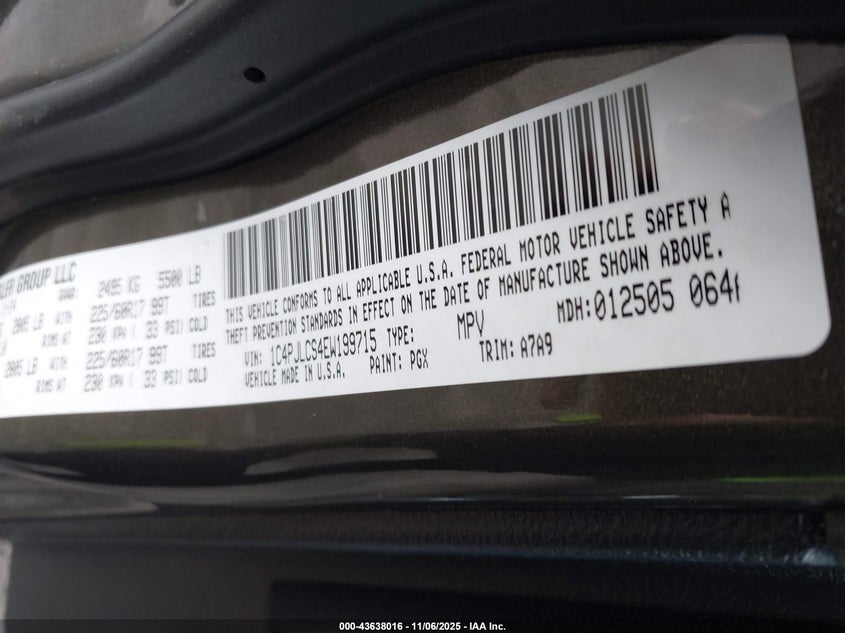 LER GROUP LLC
2495 KG 5500 LB
2805 LB WITH 225/60R17 99T TIRES
RIMS AT 230 KPA ( 33 PSI) COLD
2805 LB WITH 225/60R17 99T TIRES
RIMS AT 230 KPA ( 33 PSI) COLD
THIS VEHICLE CONFORMS TO ALL APPLICABLE U.S.A. FEDERAL MOTOR VEHICLE SAFETY A
THEFT PREVENTION STANDARDS IN EFFECT ON THE DATE OF MANUFACTURE SHOWN ABOVE.
VIN: 1C4PJLCS4EW199715 TYPE: MPV MDH:012505 064
VEHICLE MADE IN U.S.A. PAINT: PGX TRIM: A7A9
000-43638016 - 11/06/2025 - IAA Inc.